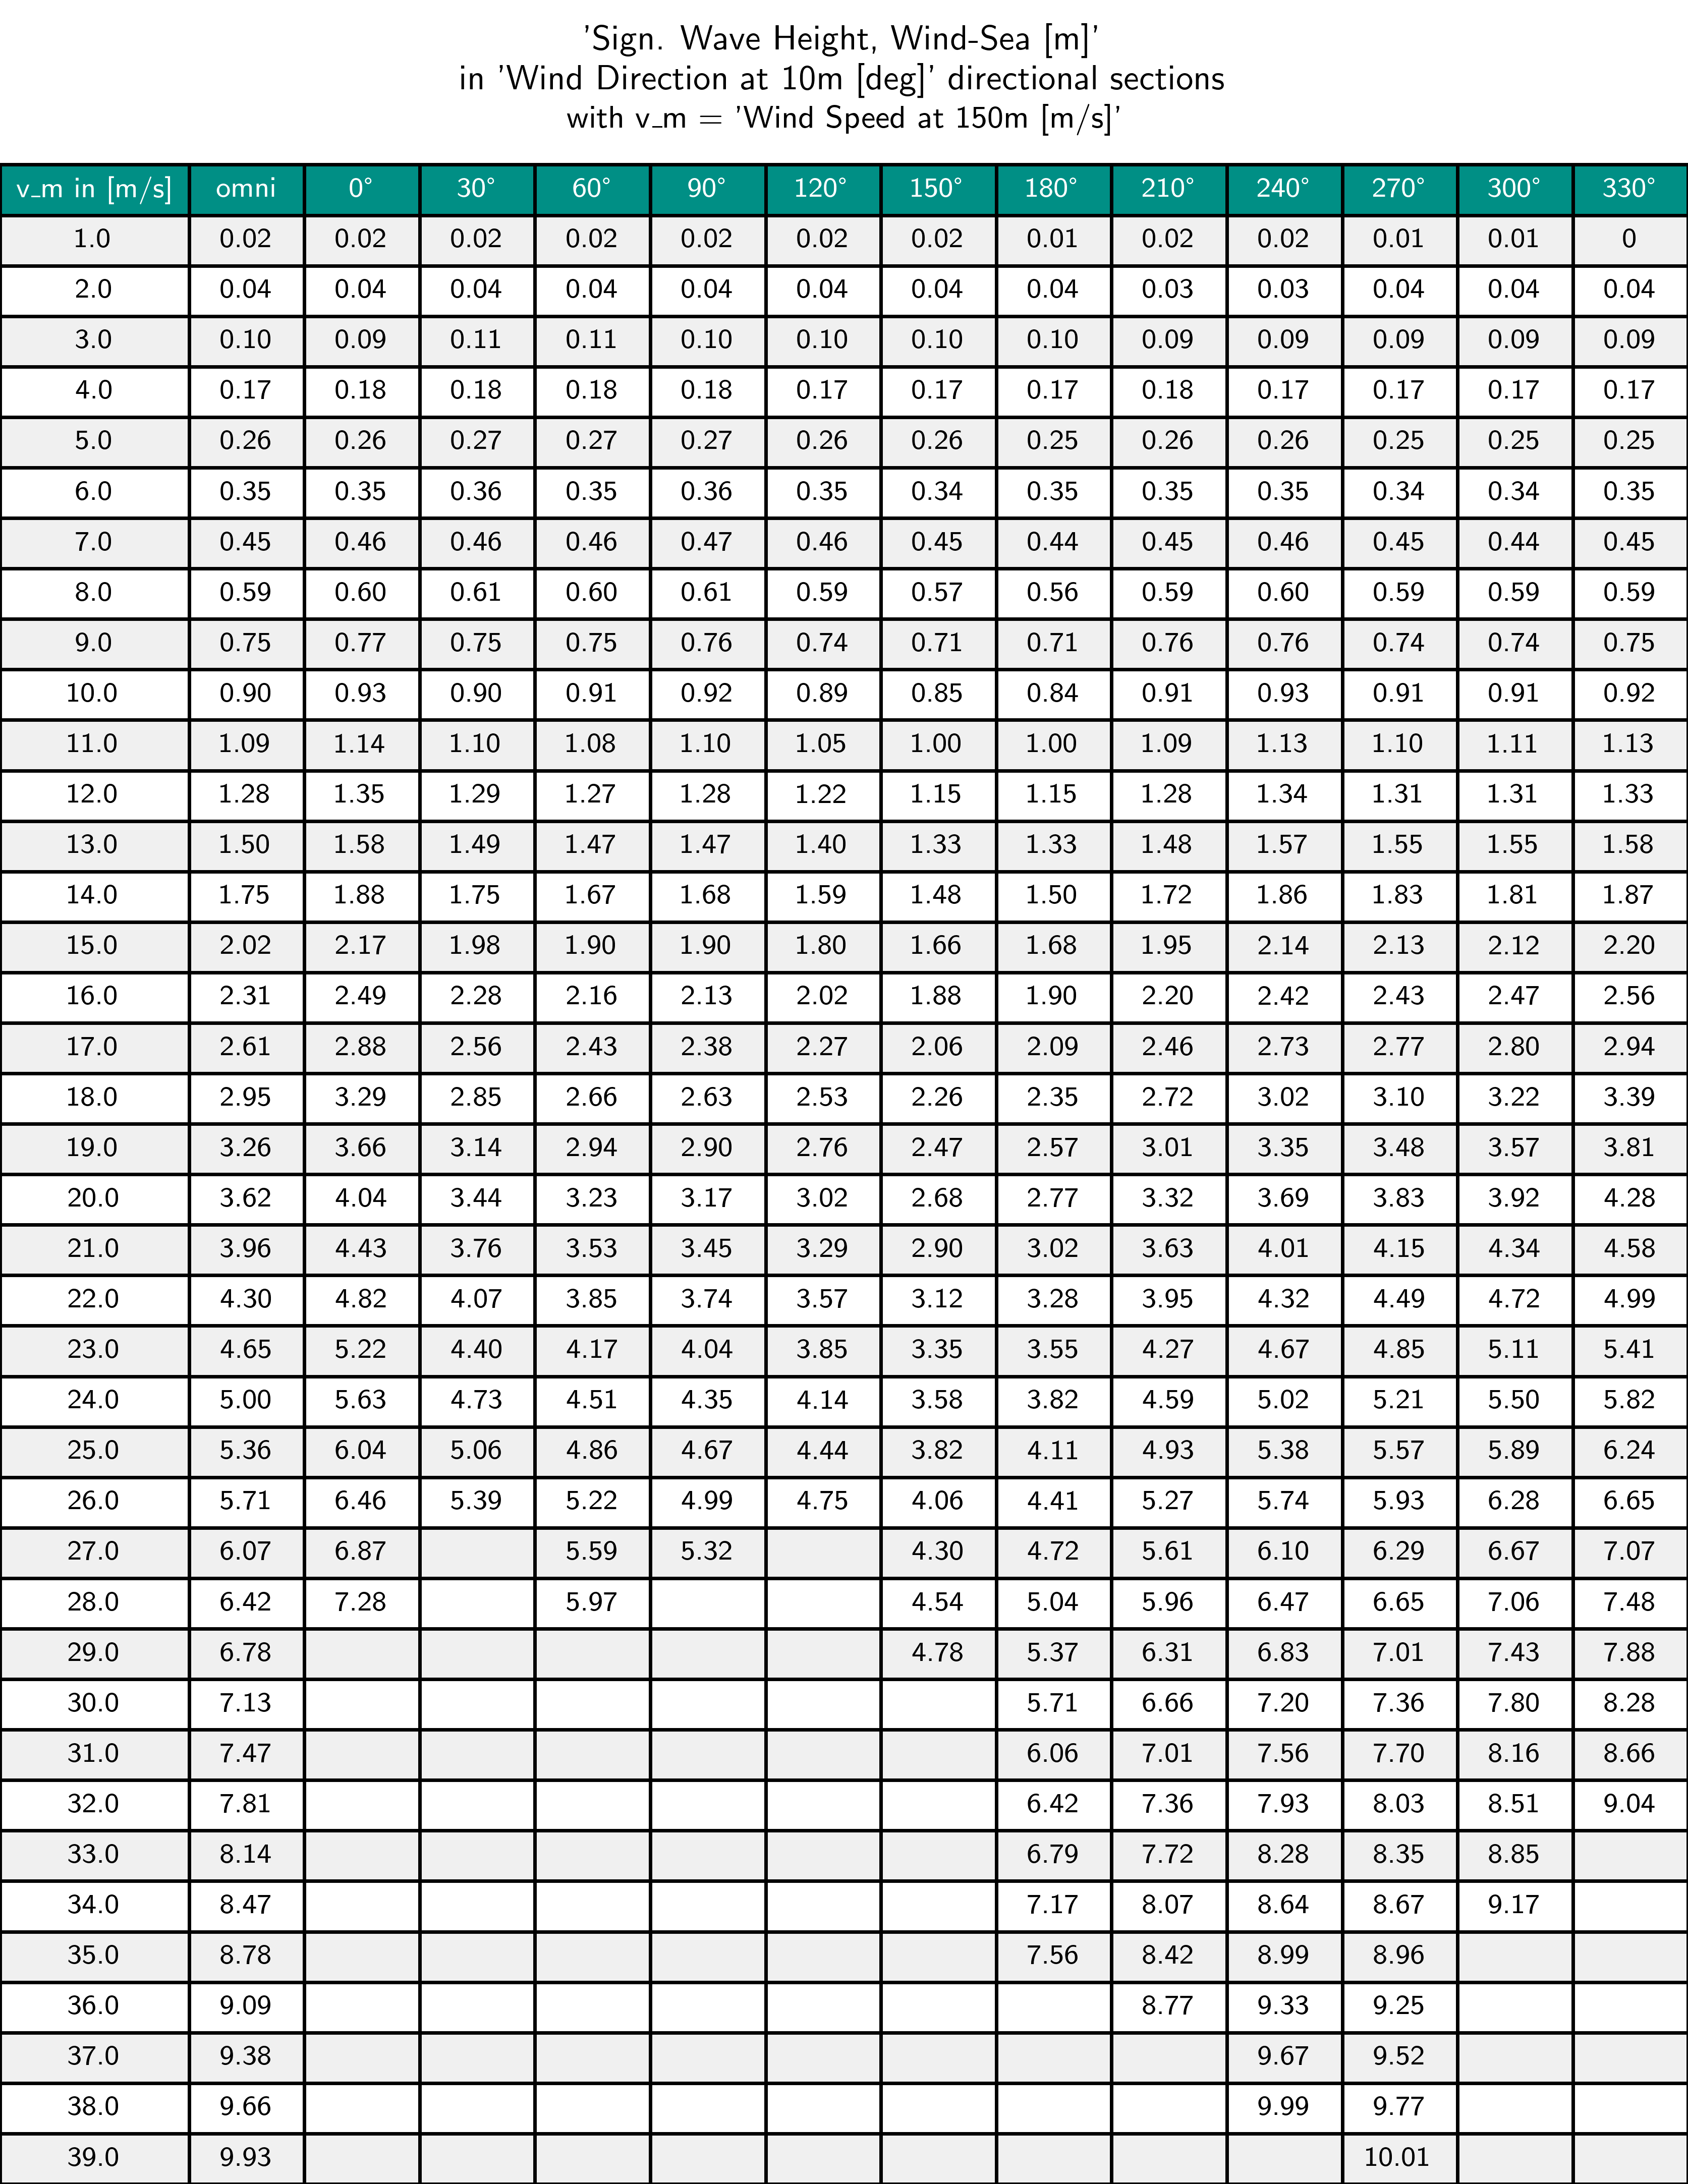 'Sign. Wave Height, Wind-Sea [m]'
in 'Wind Direction at 10m [deg]' directional sections
with v_m = 'Wind Speed at 150m [m/s]'
v_m in [m/s] omni 0° 30° 60° 90° 120° 150° 180° 210° 240° 270° 300° 330°
1.0 0.02 0.02 0.02 0.02 0.02 0.02 0.02 0.01 0.02 0.02 0.01 0.01 0
2.0 0.04 0.04 0.04 0.04 0.04 0.04 0.04 0.04 0.03 0.03 0.04 0.04 0.04
3.0 0.10 0.09 0.11 0.11 0.10 0.10 0.10 0.10 0.09 0.09 0.09 0.09 0.09
4.0 0.17 0.18 0.18 0.18 0.18 0.17 0.17 0.17 0.18 0.17 0.17 0.17 0.17
5.0 0.26 0.26 0.27 0.27 0.27 0.26 0.26 0.25 0.26 0.26 0.25 0.25 0.25
6.0 0.35 0.35 0.36 0.35 0.36 0.35 0.34 0.35 0.35 0.35 0.34 0.34 0.35
7.0 0.45 0.46 0.46 0.46 0.47 0.46 0.45 0.44 0.45 0.46 0.45 0.44 0.45
8.0 0.59 0.60 0.61 0.60 0.61 0.59 0.57 0.56 0.59 0.60 0.59 0.59 0.59
9.0 0.75 0.77 0.75 0.75 0.76 0.74 0.71 0.71 0.76 0.76 0.74 0.74 0.75
10.0 0.90 0.93 0.90 0.91 0.92 0.89 0.85 0.84 0.91 0.93 0.91 0.91 0.92
11.0 1.09 1.14 1.10 1.08 1.10 1.05 1.00 1.00 1.09 1.13 1.10 1.11 1.13
12.0 1.28 1.35 1.29 1.27 1.28 1.22 1.15 1.15 1.28 1.34 1.31 1.31 1.33
13.0 1.50 1.58 1.49 1.47 1.47 1.40 1.33 1.33 1.48 1.57 1.55 1.55 1.58
14.0 1.75 1.88 1.75 1.67 1.68 1.59 1.48 1.50 1.72 1.86 1.83 1.81 1.87
15.0 2.02 2.17 1.98 1.90 1.90 1.80 1.66 1.68 1.95 2.14 2.13 2.12 2.20
16.0 2.31 2.49 2.28 2.16 2.13 2.02 1.88 1.90 2.20 2.42 2.43 2.47 2.56
17.0 2.61 2.88 2.56 2.43 2.38 2.27 2.06 2.09 2.46 2.73 2.77 2.80 2.94
18.0 2.95 3.29 2.85 2.66 2.63 2.53 2.26 2.35 2.72 3.02 3.10 3.22 3.39
19.0 3.26 3.66 3.14 2.94 2.90 2.76 2.47 2.57 3.01 3.35 3.48 3.57 3.81
20.0 3.62 4.04 3.44 3.23 3.17 3.02 2.68 2.77 3.32 3.69 3.83 3.92 4.28
21.0 3.96 4.43 3.76 3.53 3.45 3.29 2.90 3.02 3.63 4.01 4.15 4.34 4.58
22.0 4.30 4.82 4.07 3.85 3.74 3.57 3.12 3.28 3.95 4.32 4.49 4.72 4.99
23.0 4.65 5.22 4.40 4.17 4.04 3.85 3.35 3.55 4.27 4.67 4.85 5.11 5.41
24.0 5.00 5.63 4.73 4.51 4.35 4.14 3.58 3.82 4.59 5.02 5.21 5.50 5.82
25.0 5.36 6.04 5.06 4.86 4.67 4.44 3.82 4.11 4.93 5.38 5.57 5.89 6.24
26.0 5.71 6.46 5.39 5.22 4.99 4.75 4.06 4.41 5.27 5.74 5.93 6.28 6.65
27.0 6.07 6.87 5.59 5.32 4.30 4.72 5.61 6.10 6.29 6.67 7.07
28.0 6.42 7.28 5.97 4.54 5.04 5.96 6.47 6.65 7.06 7.48
29.0 6.78 4.78 5.37 6.31 6.83 7.01 7.43 7.88
30.0 7.13 5.71 6.66 7.20 7.36 7.80 8.28
31.0 7.47 6.06 7.01 7.56 7.70 8.16 8.66
32.0 7.81 6.42 7.36 7.93 8.03 8.51 9.04
33.0 8.14 6.79 7.72 8.28 8.35 8.85
34.0 8.47 7.17 8.07 8.64 8.67 9.17
35.0 8.78 7.56 8.42 8.99 8.96
36.0 9.09 8.77 9.33 9.25
37.0 9.38 9.67 9.52
38.0 9.66 9.99 9.77
39.0 9.93 10.01